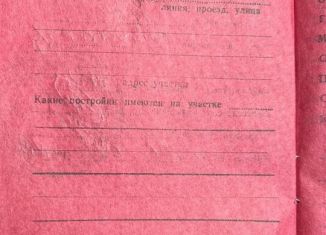 линия, проезд, улица
адрес участка
Какие постройки имеются на участке